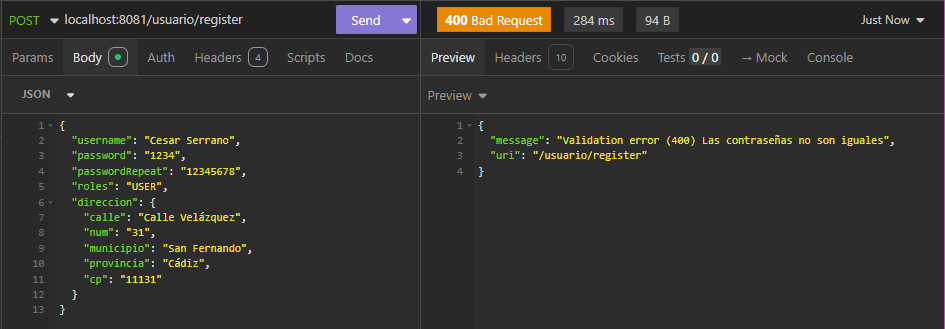 POST localhost:8081/usuario/register Send
400 Bad Request 284 ms 94 B Just Now
Params Body Auth Headers 4 Scripts Docs
Preview Headers 10 Cookies Tests 0 / 0 → Mock Console
JSON
Preview
1 {
2 "username": "Cesar Serrano",
3 "password": "1234",
4 "passwordRepeat": "12345678",
5 "roles": "USER",
6 "direccion": {
7 "calle": "Calle Velázquez",
8 "num": "31",
9 "municipio": "San Fernando",
10 "provincia": "Cádiz",
11 "cp": "11131"
12 }
13 }
1 {
2 "message": "Validation error (400) Las contraseñas no son iguales",
3 "uri": "/usuario/register"
4 }